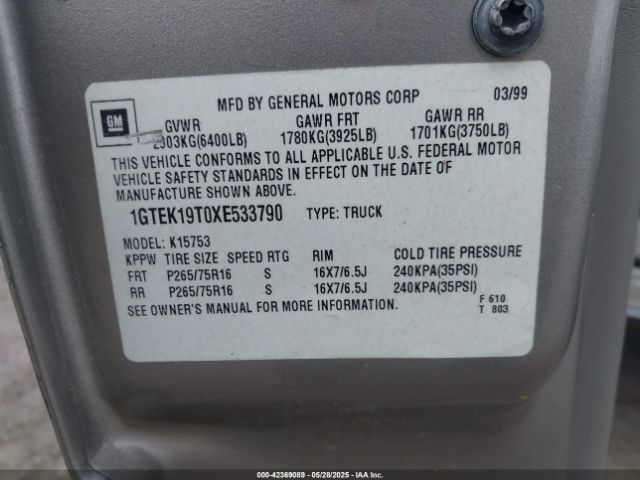 MFD BY GENERAL MOTORS CORP 03/99
GM
GVWR GAWR FRT GAWR RR
2903KG(6400LB) 1780KG(3925LB) 1701KG(3750LB)
THIS VEHICLE CONFORMS TO ALL APPLICABLE U.S. FEDERAL MOTOR
VEHICLE SAFETY STANDARDS IN EFFECT ON THE DATE OF
MANUFACTURE SHOWN ABOVE.
1GTEK19T0XE533790 TYPE: TRUCK
MODEL: K15753
KPPW TIRE SIZE SPEED RTG RIM COLD TIRE PRESSURE
FRT P265/75R16 S 16X7/6.5J 240KPA(35PSI)
RR P265/75R16 S 16X7/6.5J 240KPA(35PSI)
SEE OWNER'S MANUAL FOR MORE INFORMATION.
F 610
T 803
000-42369089 | 05/28/2025 - IAA Inc.